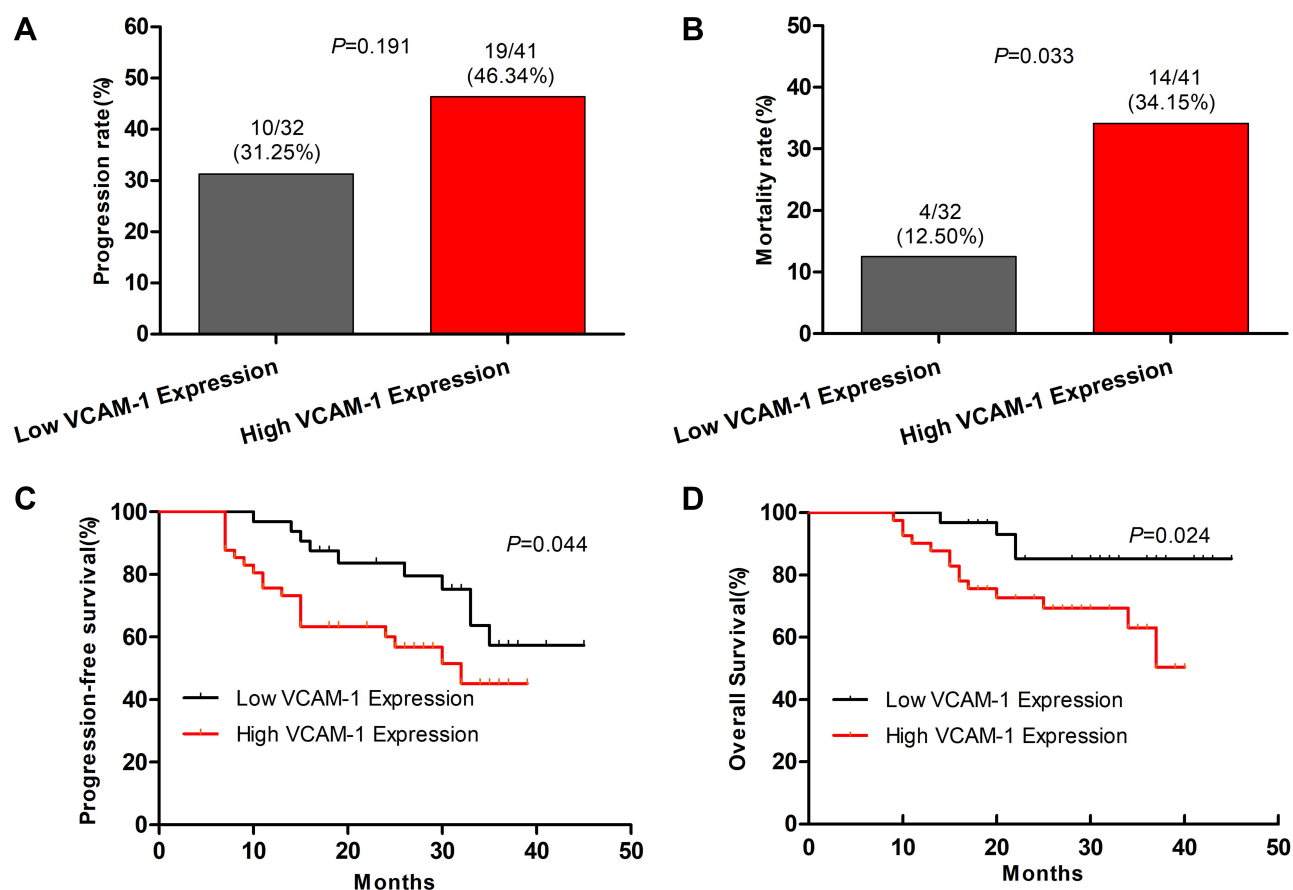 A
Progression rate(%)
60
50
40
30
20
10
0
P=0.191
10/32
(31.25%)
19/41
(46.34%)
Low VCAM-1 Expression
High VCAM-1 Expression
B
Mortality rate(%)
50
40
30
20
10
0
P=0.033
4/32
(12.50%)
14/41
(34.15%)
Low VCAM-1 Expression
High VCAM-1 Expression
C
Progression-free survival(%)
100
80
60
40
20
0
P=0.044
Low VCAM-1 Expression
High VCAM-1 Expression
0 10 20 30 40 50
Months
D
Overall Survival(%)
100
80
60
40
20
0
P=0.024
Low VCAM-1 Expression
High VCAM-1 Expression
0 10 20 30 40 50
Months